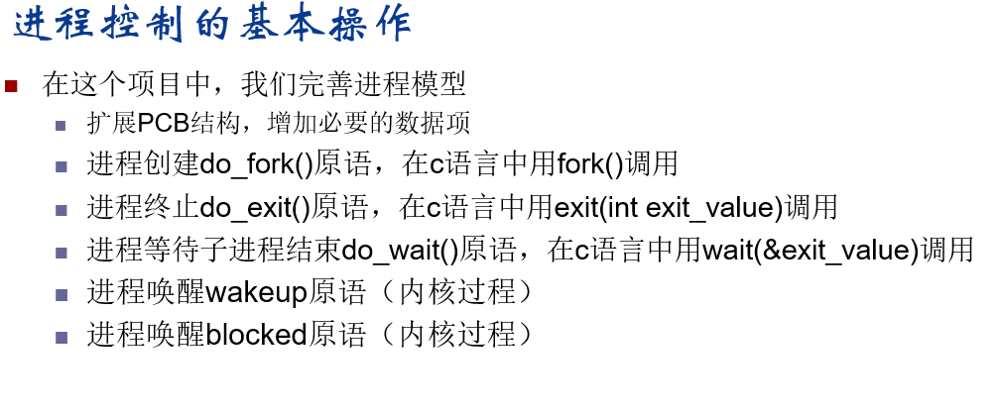 进程控制的基本操作
在这个项目中，我们完善进程模型
扩展PCB结构，增加必要的数据项
进程创建do_fork()原语，在c语言中用fork()调用
进程终止do_exit()原语，在c语言中用exit(int exit_value)调用
进程等待子进程结束do_wait()原语，在c语言中用wait(&exit_value)调用
进程唤醒wakeup原语（内核过程）
进程唤醒blocked原语（内核过程）